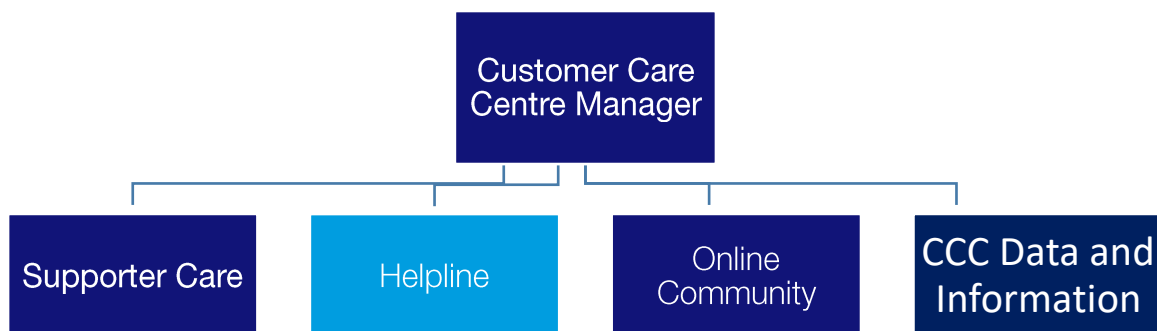 Customer Care
Centre Manager
Supporter Care
Helpline
Online
Community
CCC Data and
Information